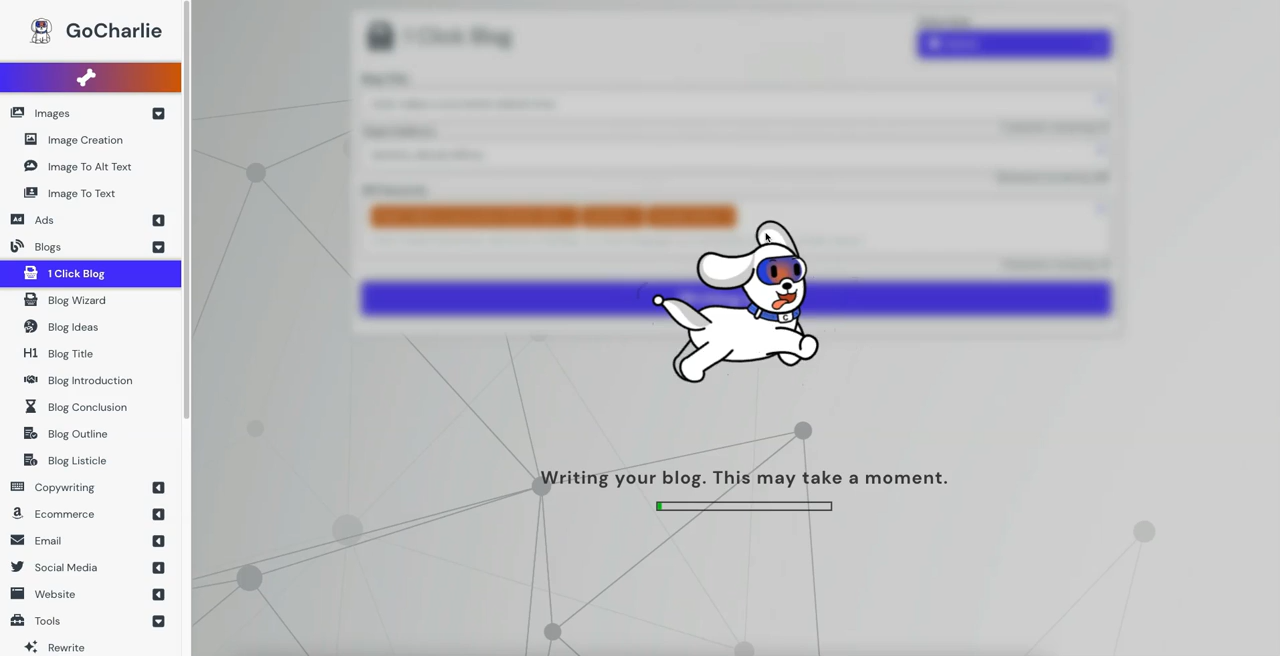 GoCharlie
Images
Image Creation
Image To Alt Text
Image To Text
Ads
Blogs
1 Click Blog
Blog Wizard
Blog Ideas
H1 Blog Title
Blog Introduction
Blog Conclusion
Blog Outline
Blog Listicle
Copywriting
Ecommerce
Email
Social Media
Website
Tools
Rewrite
1 Click Blog
C
Writing your blog. This may take a moment.